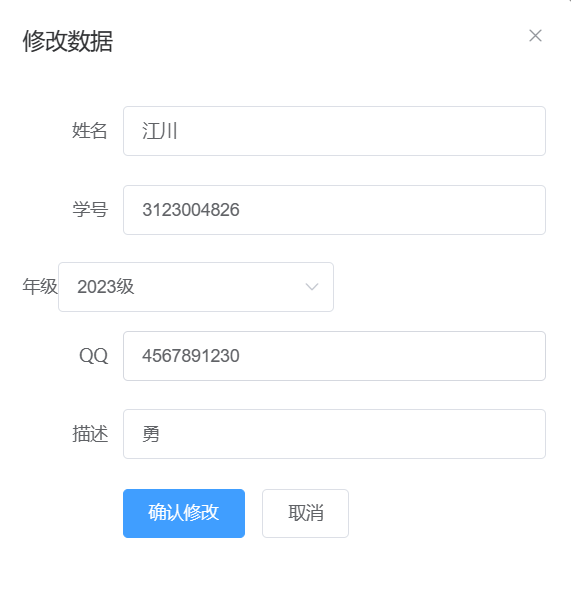 修改数据
姓名 江川
学号 3123004826
年级 2023级
QQ 4567891230
描述 勇
确认修改 取消